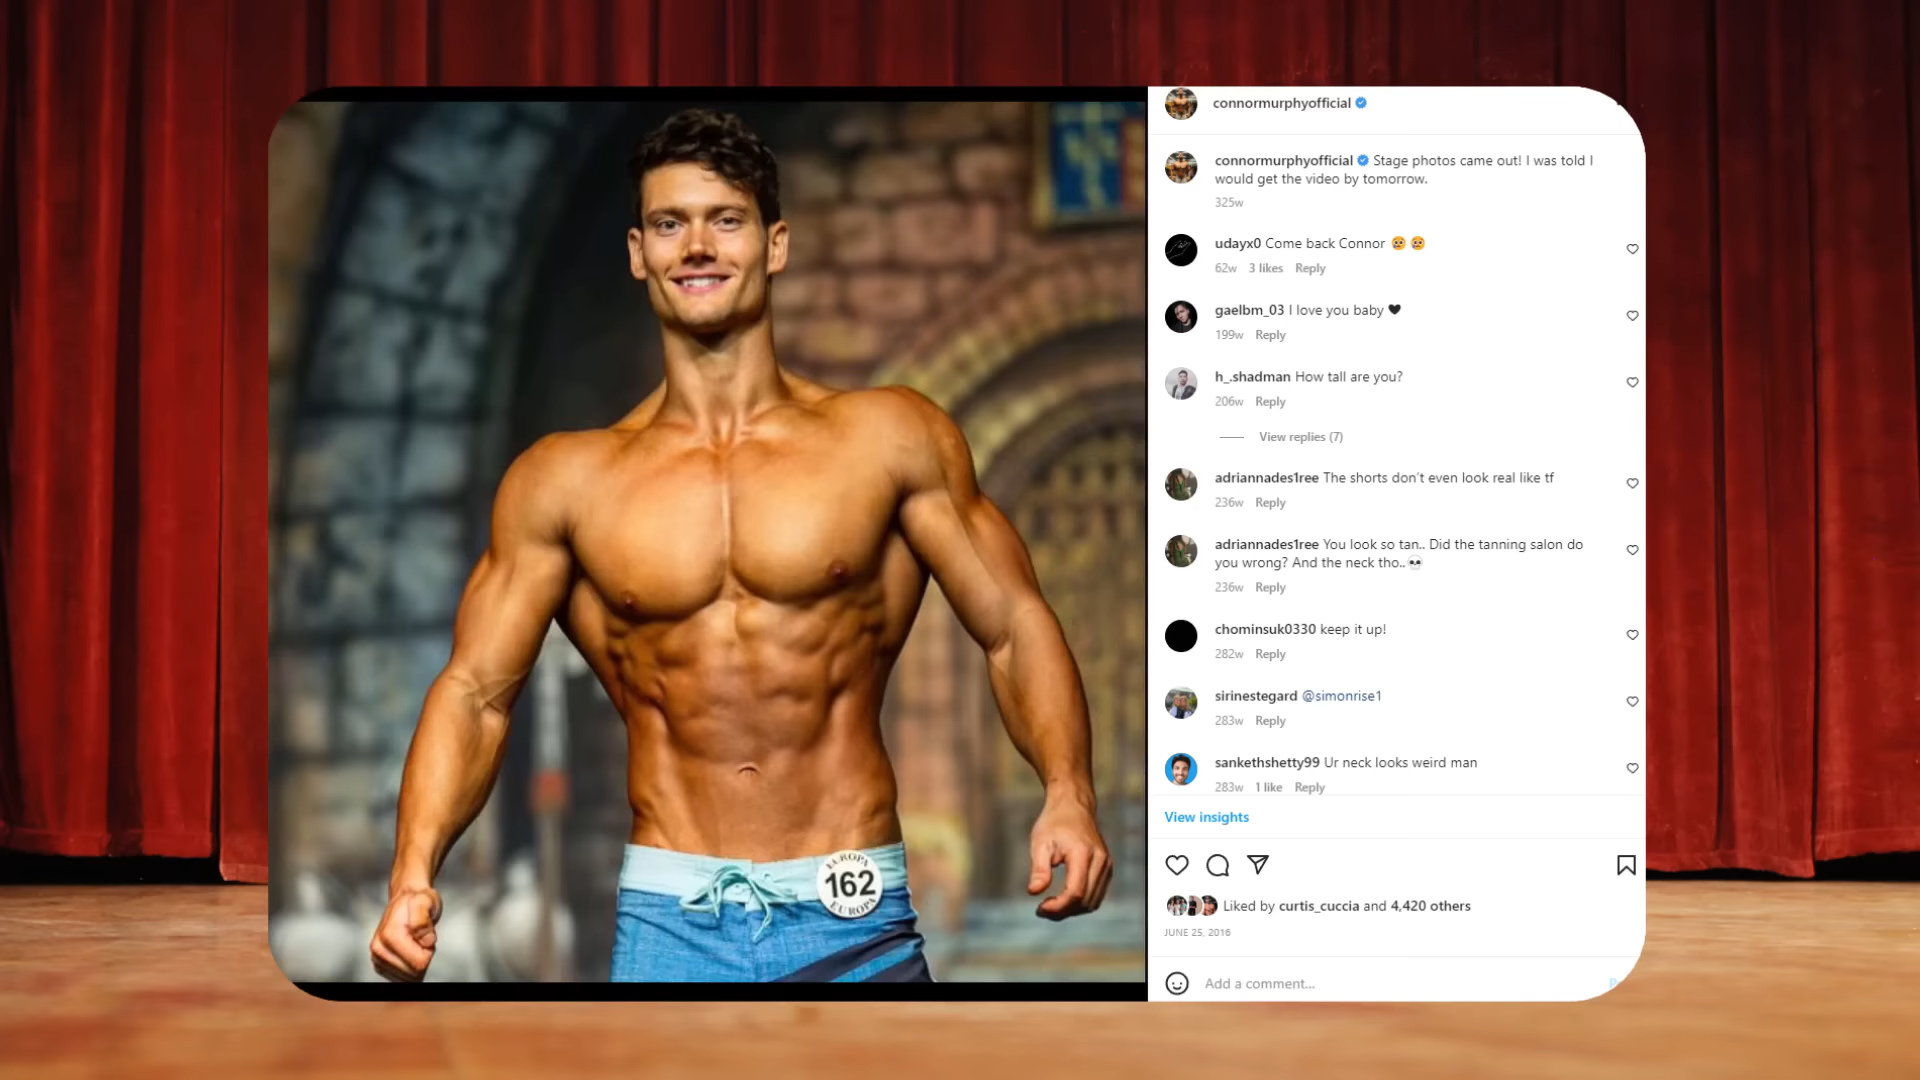 connormurphyofficial
connormurphyofficial Stage photos came out! I was told I
would get the video by tomorrow.
325w
udayx0 Come back Connor 😢 😢
62w 3 likes Reply
gaelbm_03 I love you baby 🖤
199w Reply
h_.shadman How tall are you?
206w Reply
View replies (7)
adriannades1ree The shorts don't even look real like tf
236w Reply
adriannades1ree You look so tan.. Did the tanning salon do
you wrong? And the neck tho..💀
236w Reply
chominsuk0330 keep it up!
282w Reply
sirinestegard @simonrise1
283w Reply
sankethshetty99 Ur neck looks weird man
283w 1 like Reply
View insights
Liked by curtis_cuccia and 4,420 others
JUNE 25, 2016
Add a comment...
EUROPA
162
EUROPA